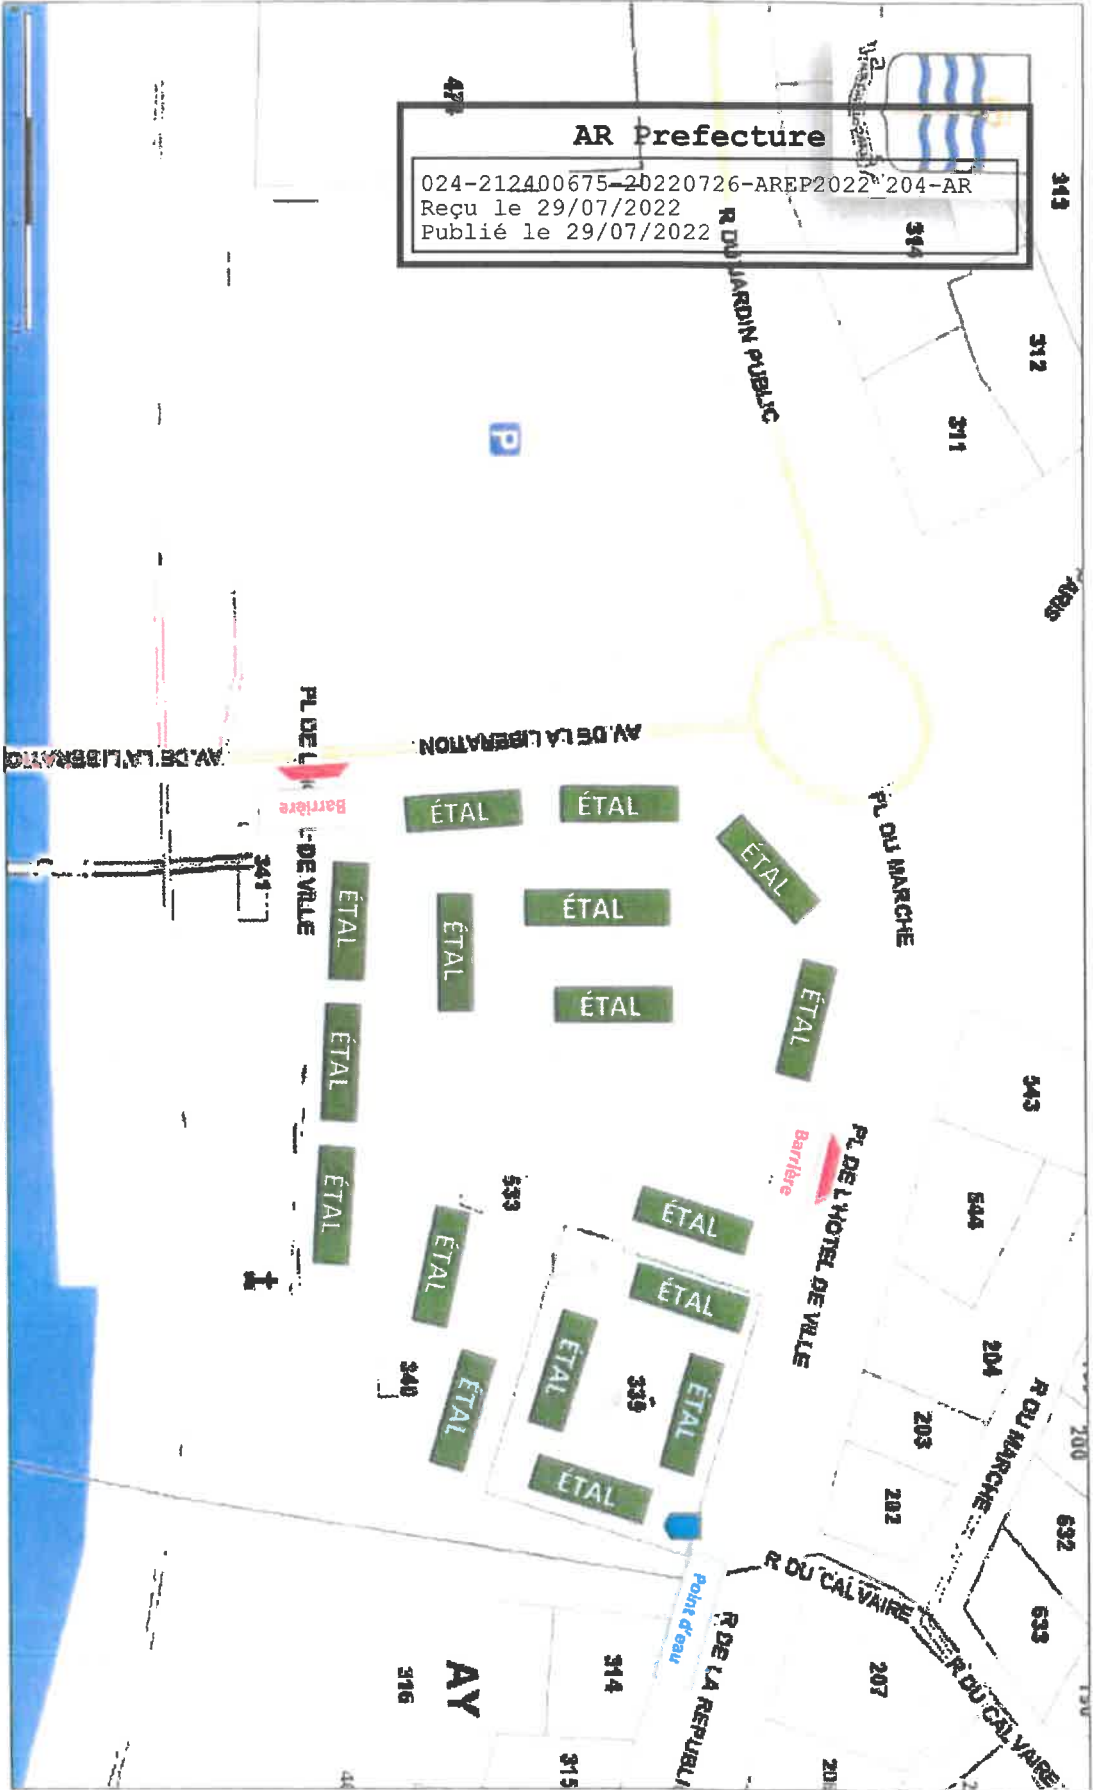 AR Prefecture
024-212400675-20220726-AREP2022_204-AR
Reçu le 29/07/2022
Publié le 29/07/2022
313
314
312
311
R DU JARDIN PUBLIC
P
AV. DE LA LIBERATION
AV. DE LA LIBERATIO
PL DU MARCHE
Barrière
341
ÉTAL
ÉTAL
ÉTAL
ÉTAL
ÉTAL
ÉTAL
ÉTAL
ÉTAL
ÉTAL
ÉTAL
Barrière
PL DE L'HOTEL DE VILLE
533
ÉTAL
ÉTAL
ÉTAL
ÉTAL
ÉTAL
ÉTAL
ÉTAL
ÉTAL
339
340
543
544
204
203
202
R DU MARCHE
200
632
633
R DU CALVAIRE
R DU CALVAIRE
207
Point d'eau
R DE LA REPUBLI
314
315
316
AY